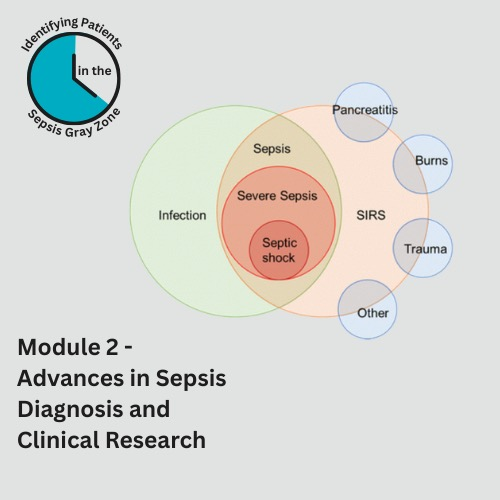 Identifying Patients
in the
Sepsis Gray Zone
Pancreatitis
Sepsis
Burns
Severe Sepsis
Infection
SIRS
Septic
shock
Trauma
Other
Module 2 -
Advances in Sepsis
Diagnosis and
Clinical Research